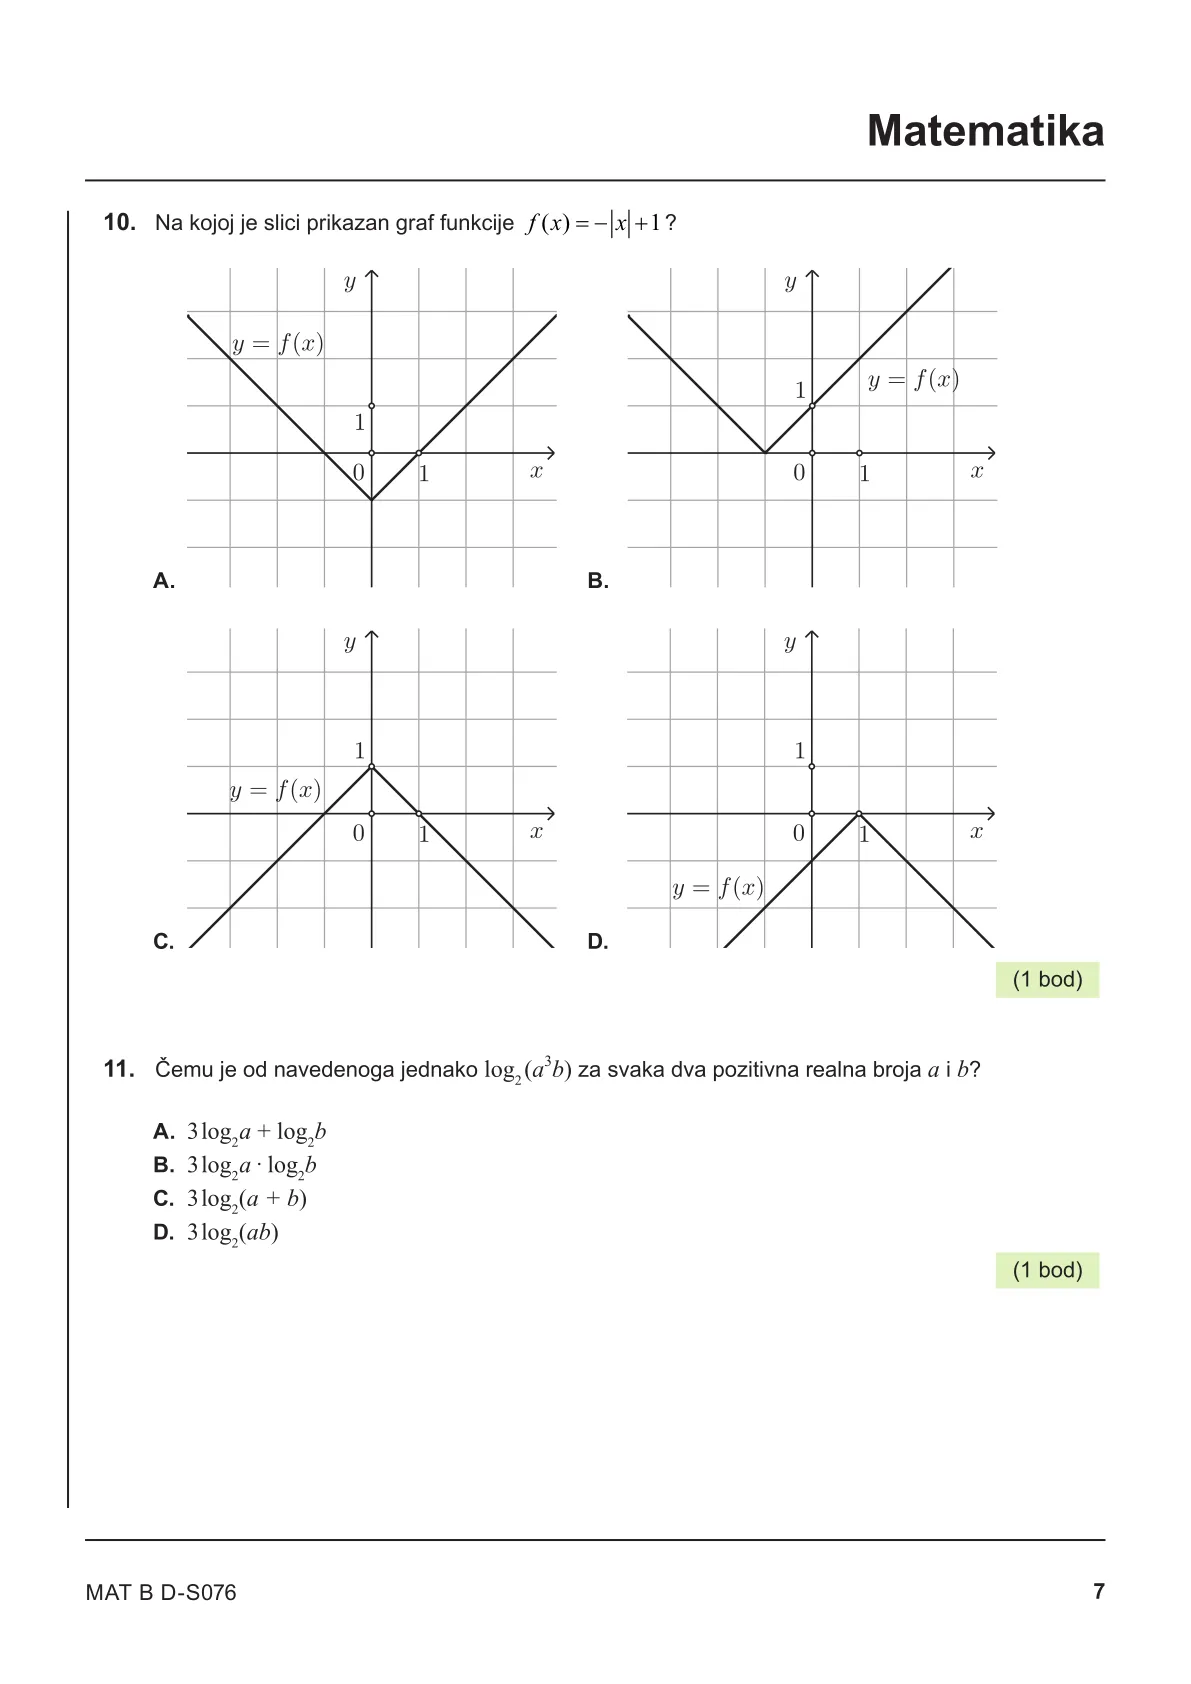 Matematika
10. Na kojoj je slici prikazan graf funkcije f(x) = −|x| + 1?
y
y = f(x)
1
0 1 x
A.
y
1 y = f(x)
0 1 x
B.
y
1
y = f(x)
0 1 x
C.
y
1
0 1 x
y = f(x)
D.
(1 bod)
11. Čemu je od navedenoga jednako log₂(a³b) za svaka dva pozitivna realna broja a i b?
A. 3log₂a + log₂b
B. 3log₂a · log₂b
C. 3log₂(a + b)
D. 3log₂(ab)
(1 bod)
MAT B D-S076
7